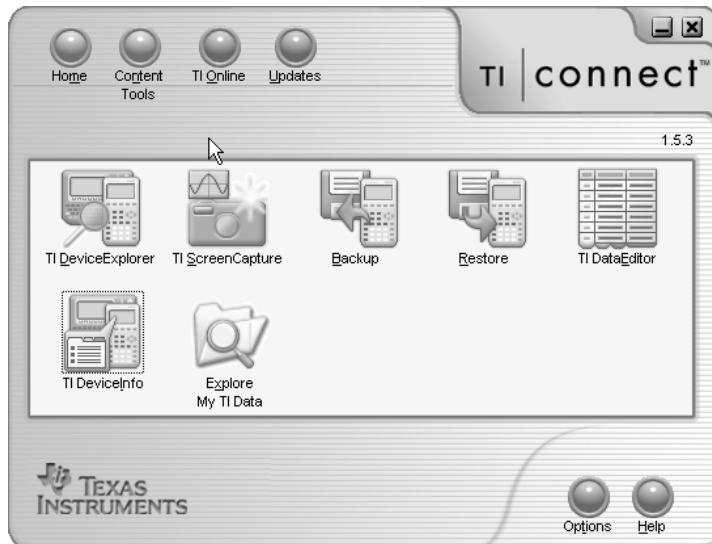 TI connect™
Home
Content
Tools
TI Online
Updates
1.5.3
TI DeviceExplorer
TI ScreenCapture
Backup
Restore
TI DataEditor
TI DeviceInfo
Explore
My TI Data
TEXAS
INSTRUMENTS
Options
Help